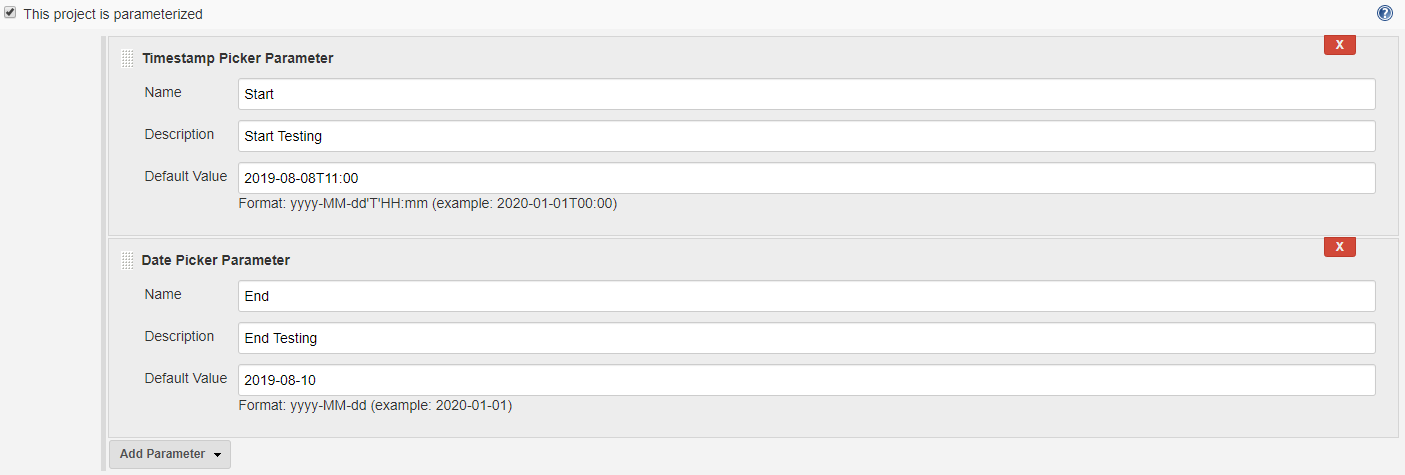 This project is parameterized
?
Timestamp Picker Parameter
X
Name
Start
Description
Start Testing
Default Value
2019-08-08T11:00
Format: yyyy-MM-dd'T'HH:mm (example: 2020-01-01T00:00)
Date Picker Parameter
X
Name
End
Description
End Testing
Default Value
2019-08-10
Format: yyyy-MM-dd (example: 2020-01-01)
Add Parameter